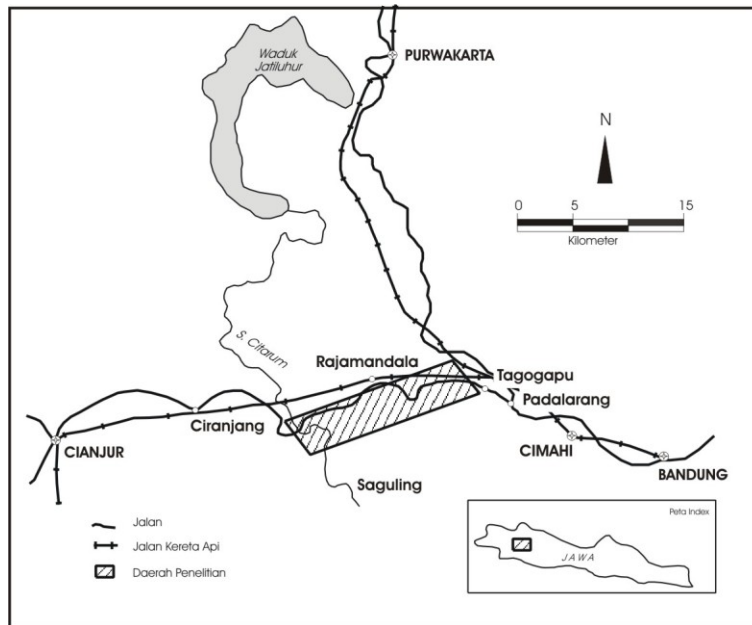 Waduk
Jatiluhur
PURWAKARTA
N
0 5 15
Kilometer
S. Citarum
Rajamandala
Tagogapu
Padalarang
Ciranjang
CIANJUR
CIMAHI
BANDUNG
Saguling
Jalan
Jalan Kereta Api
Daerah Penelitian
Peta Index
JAWA